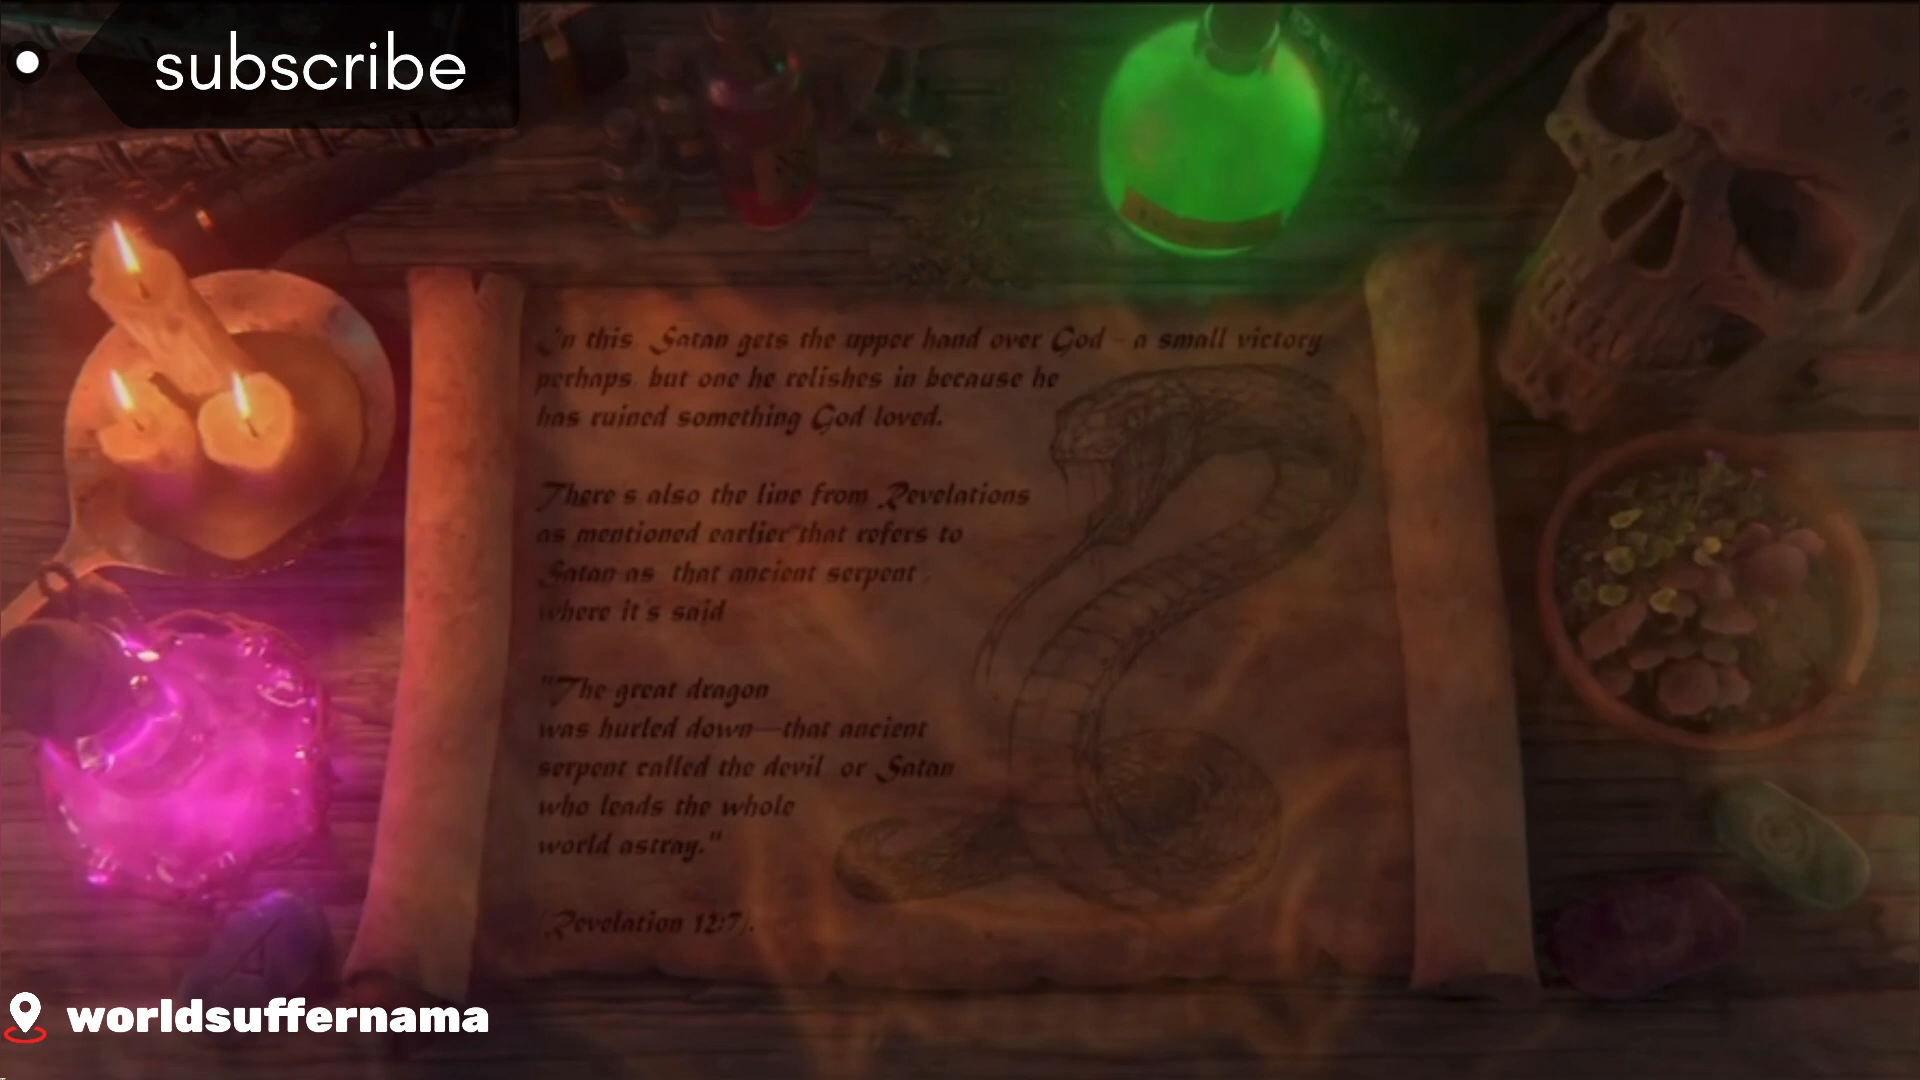 subscribe
In this Satan gets the upper hand over God - a small victory
perhaps but one he relishes in because he
has ruined something God loved.
There s also the line from Revelations
as mentioned earlier that refers to
Satan as that ancient serpent
where it s said
"The great dragon
was hurled down—that ancient
serpent called the devil or Satan
who leads the whole
world astray."
(Revelation 12:7).
worldsuffernama